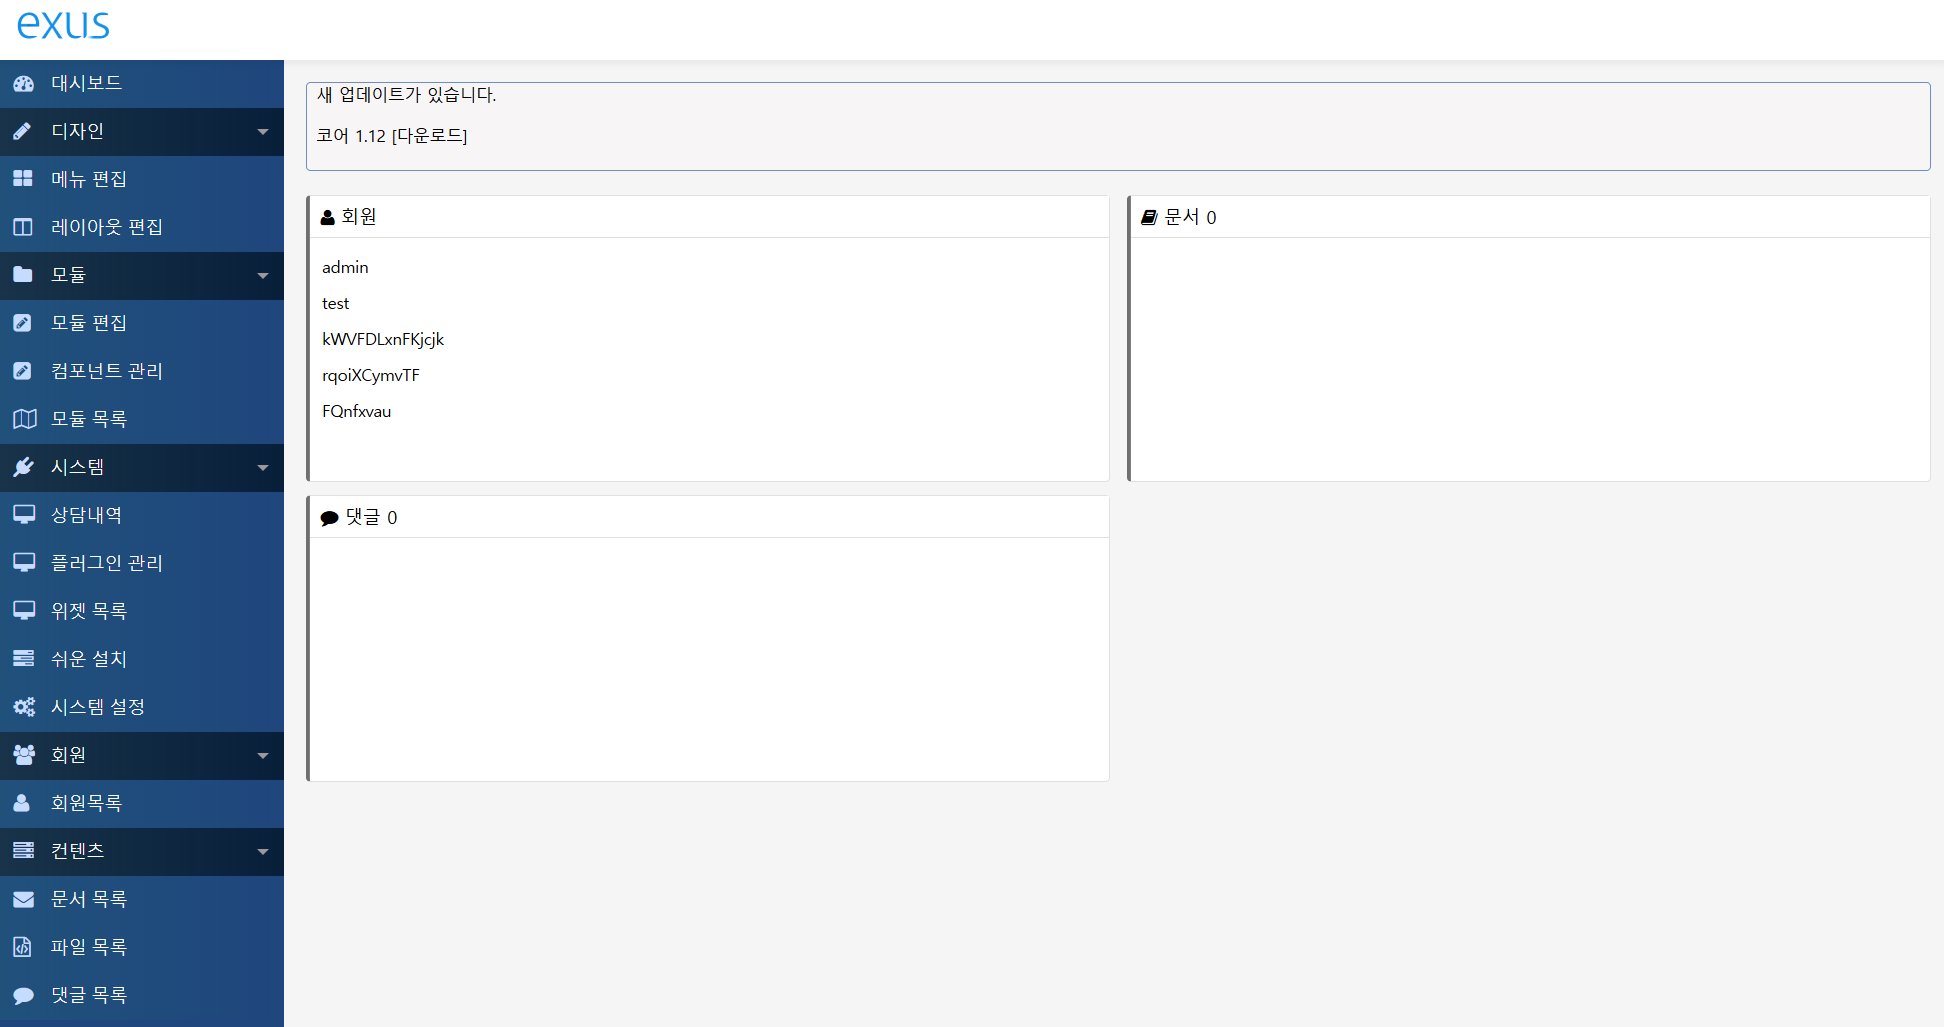 exus
대시보드
디자인
메뉴 편집
레이아웃 편집
모듈
모듈 편집
컴포넌트 관리
모듈 목록
시스템
상담내역
플러그인 관리
위젯 목록
쉬운 설치
시스템 설정
회원
회원목록
컨텐츠
문서 목록
파일 목록
댓글 목록
새 업데이트가 있습니다.
코어 1.12 [다운로드]
회원
admin
test
kWVFDLxnFKjcjk
rqoiXCymvTF
FQnfxvau
문서 0
댓글 0